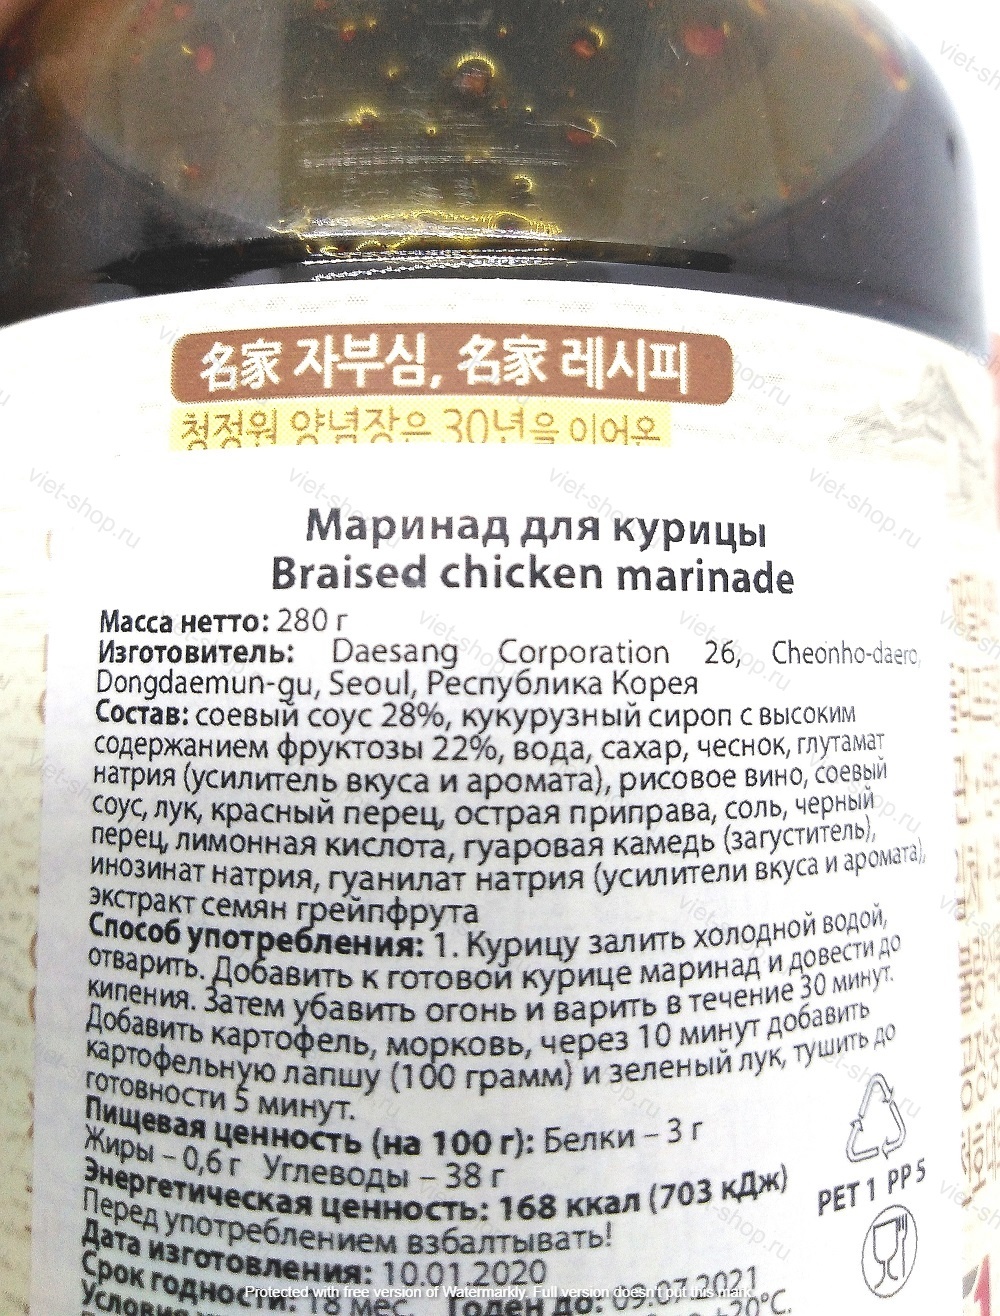 名家 자부심, 名家 레시피
청정원 양념장은 30년을 이어온
Маринад для курицы
Braised chicken marinade
Масса нетто: 280 г
Изготовитель: Daesang Corporation 26, Cheonho-daero,
Dongdaemun-gu, Seoul, Республика Корея
Состав: соевый соус 28%, кукурузный сироп с высоким
содержанием фруктозы 22%, вода, сахар, чеснок, глутамат
натрия (усилитель вкуса и аромата), рисовое вино, соевый
соус, лук, красный перец, острая приправа, соль, черный
перец, лимонная кислота, гуаровая камедь (загуститель),
инозинат натрия, гуанилат натрия (усилители вкуса и аромата),
экстракт семян грейпфрута
Способ употребления: 1. Курицу залить холодной водой,
отварить. Добавить к готовой курице маринад и довести до
кипения. Затем убавить огонь и варить в течение 30 минут.
Добавить картофель, морковь, через 10 минут добавить
картофельную лапшу (100 грамм) и зеленый лук, тушить до
готовности 5 минут.
Пищевая ценность (на 100 г): Белки – 3 г
Жиры – 0,6 г Углеводы – 38 г
Энергетическая ценность: 168 ккал (703 кДж)
Перед употреблением взбалтывать!
Дата изготовления: 10.01.2020
Срок годности: 18 мес. Годен до: 09.07.2021
Условия +20°C.
PET 1 PP 5
viet-shop.ru
Protected with free version of Watermarkly. Full version doesn't put this mark.